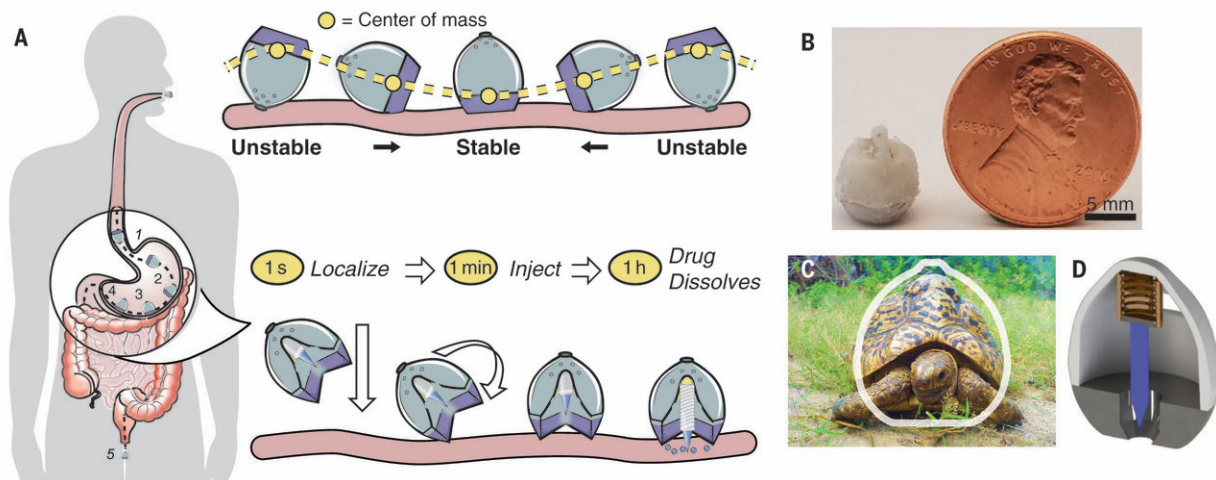 A
= Center of mass
Unstable
Stable
Unstable
1
2
3
4
5
1 s
Localize
1 min
Inject
1 h
Drug
Dissolves
B
IN GOD WE TRUST
LIBERTY
2016
5 mm
C
D